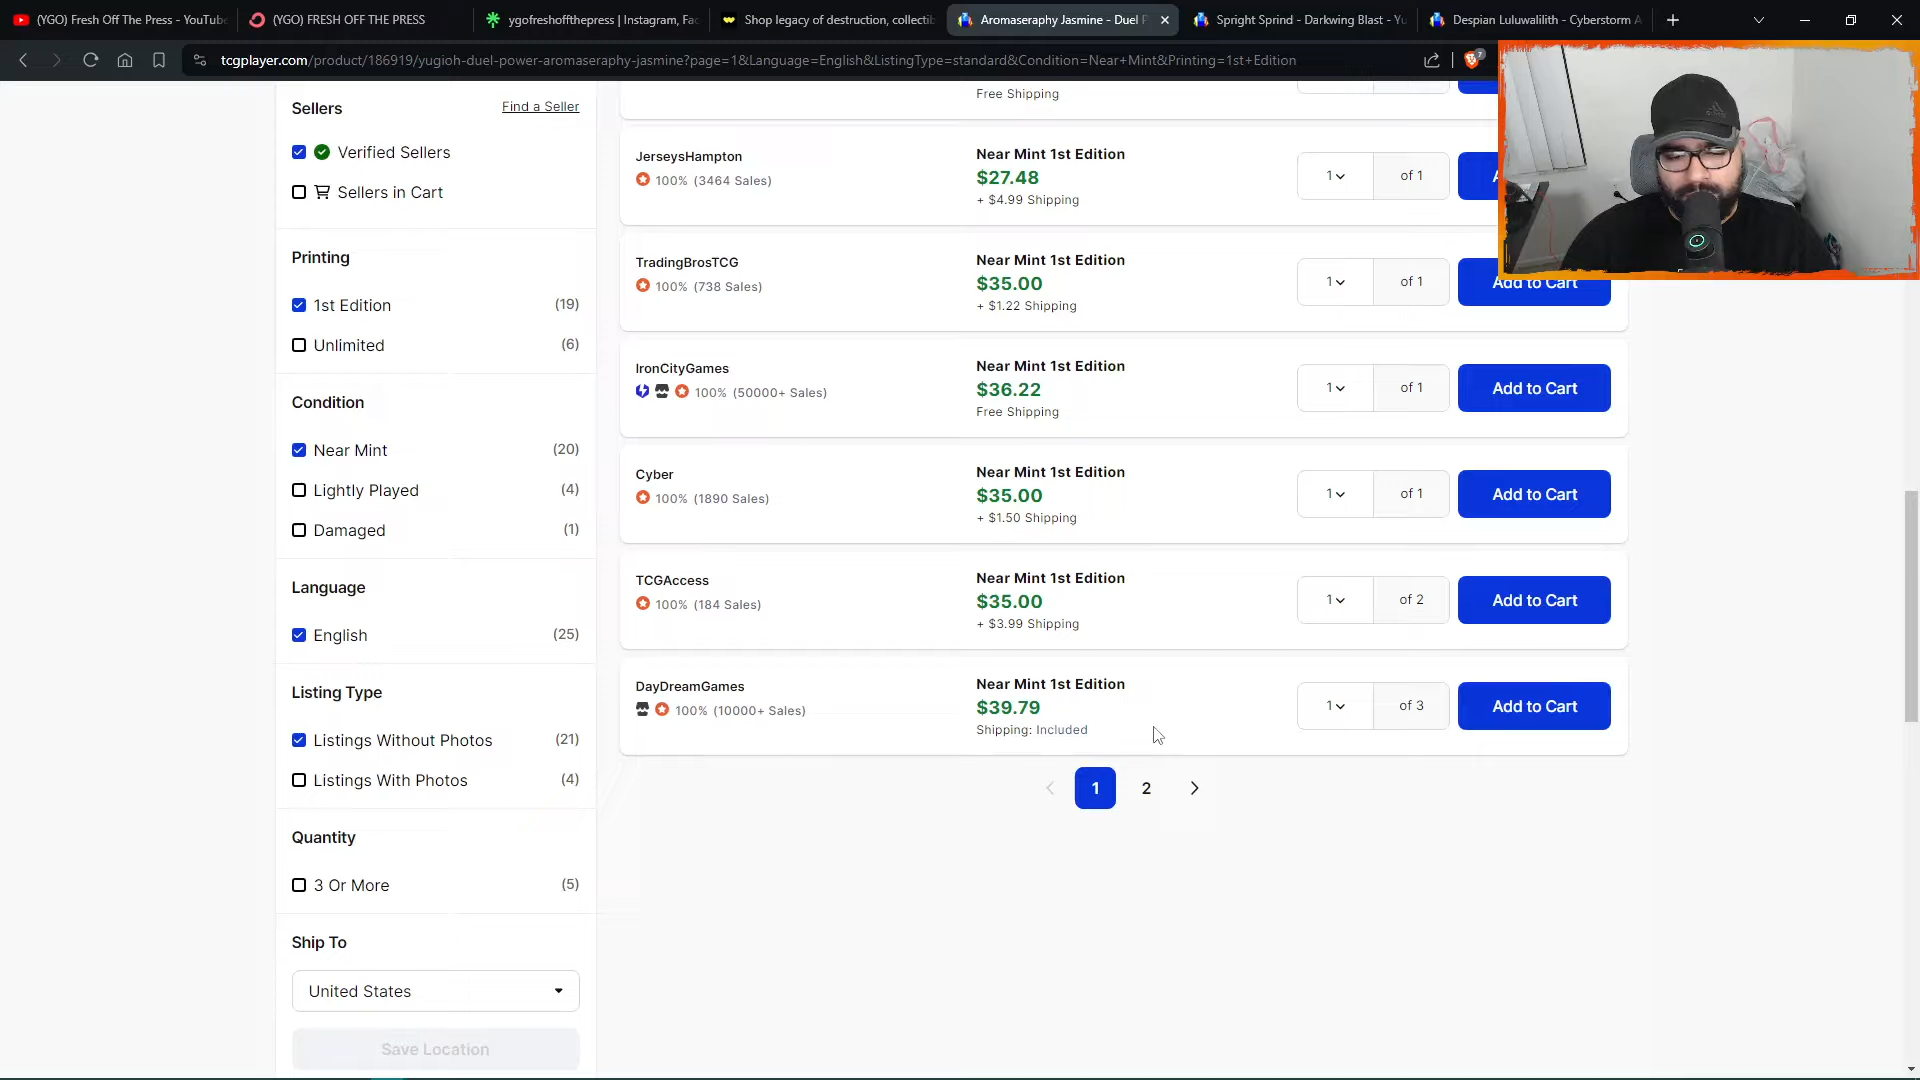 (YGO) Fresh Off The Press - YouTub
(YGO) FRESH OFF THE PRESS
ygofreshoffthepress | Instagram, Fac
Shop legacy of destruction, collectib
Aromaseraphy Jasmine - Duel P
Spright Sprind - Darkwing Blast - Yu
Despian Luluwalilith - Cyberstorm A
tcgplayer.com/product/186919/yugioh-duel-power-aromaseraphy-jasmine?page=1&Language=English&ListingType=standard&Condition=Near+Mint&Printing=1st+Edition
7
Sellers
Find a Seller
Verified Sellers
Sellers in Cart
Printing
1st Edition (19)
Unlimited (6)
Condition
Near Mint (20)
Lightly Played (4)
Damaged (1)
Language
English (25)
Listing Type
Listings Without Photos (21)
Listings With Photos (4)
Quantity
3 Or More (5)
Ship To
United States
Save Location
Free Shipping
JerseysHampton
100% (3464 Sales)
Near Mint 1st Edition
$27.48
+ $4.99 Shipping
1 of 1
TradingBrosTCG
100% (738 Sales)
Near Mint 1st Edition
$35.00
+ $1.22 Shipping
1 of 1
Add to Cart
IronCityGames
100% (50000+ Sales)
Near Mint 1st Edition
$36.22
Free Shipping
1 of 1
Add to Cart
Cyber
100% (1890 Sales)
Near Mint 1st Edition
$35.00
+ $1.50 Shipping
1 of 1
Add to Cart
TCGAccess
100% (184 Sales)
Near Mint 1st Edition
$35.00
+ $3.99 Shipping
1 of 2
Add to Cart
DayDreamGames
100% (10000+ Sales)
Near Mint 1st Edition
$39.79
Shipping: Included
1 of 3
Add to Cart
1 2